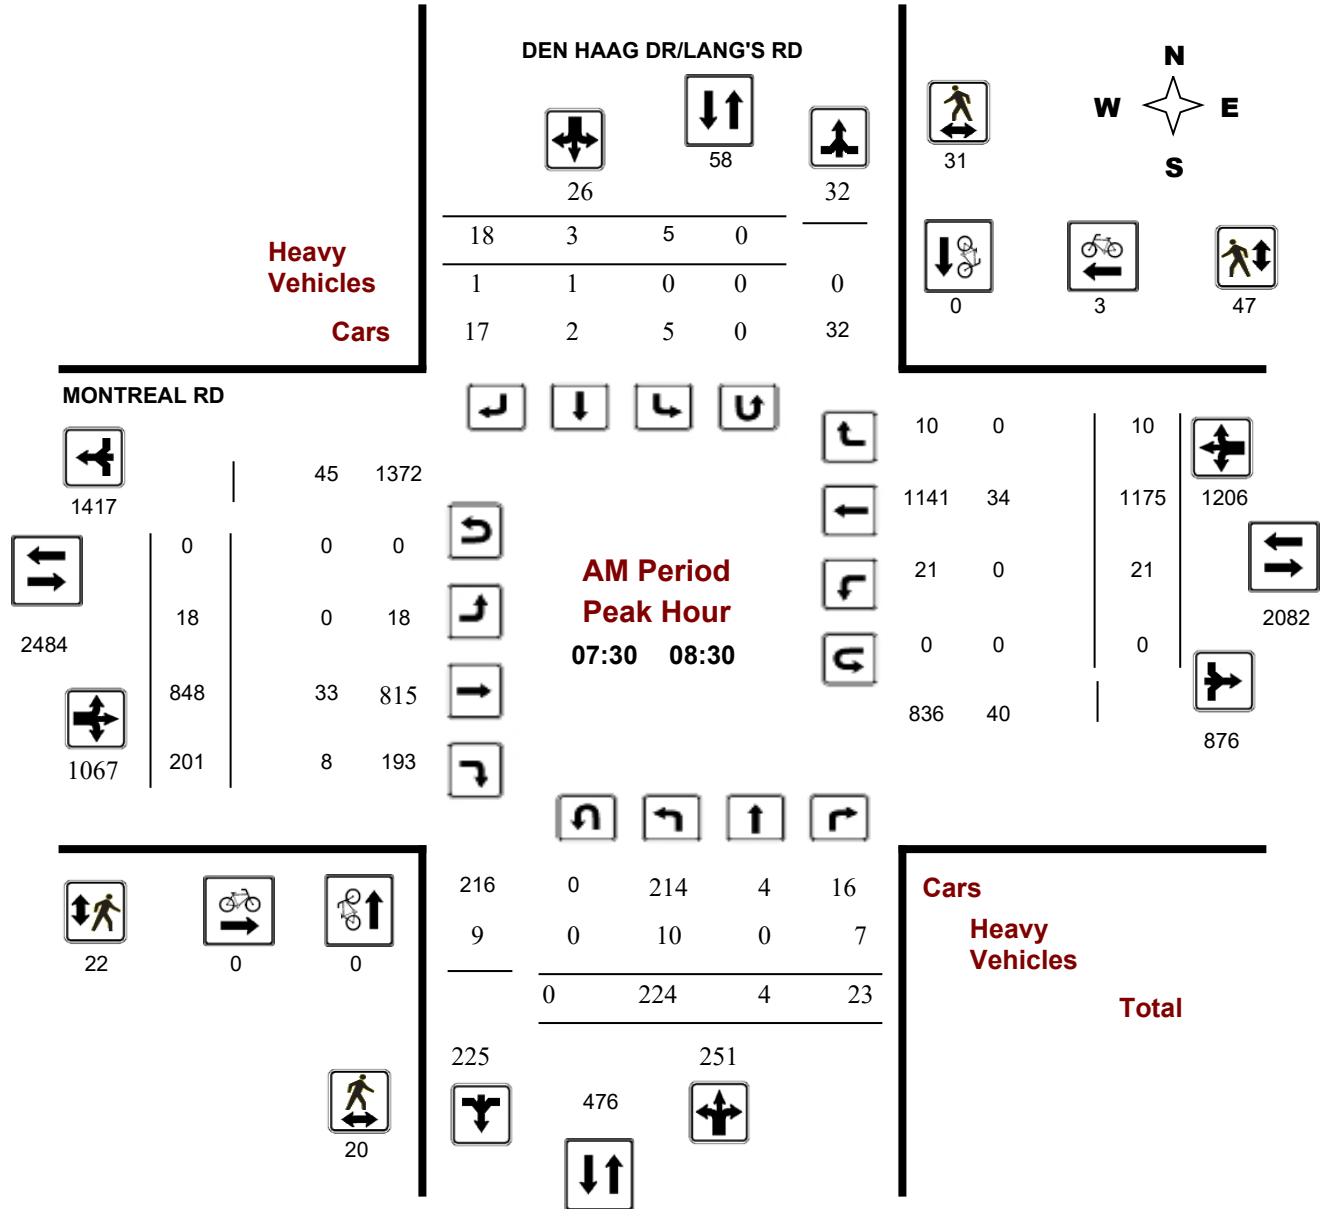 DEN HAAG DR/LANG'S RD
N
W E
S
58
31
26 32
18 3 5 0
Heavy
Vehicles
1 1 0 0 0
0 3 47
Cars
17 2 5 0 32
MONTREAL RD
10 0 10
45 1372
1417
1141 34 1175 1206
0 0 0
AM Period
21 0 21
Peak Hour
18 0 18
2082
2484
07:30 08:30
0 0 0
848 33 815
836 40
876
1067 201 8 193
216 0 214 4 16
Cars
9 0 10 0 7
Heavy
Vehicles
22 0 0
0 224 4 23
Total
225 251
476
20